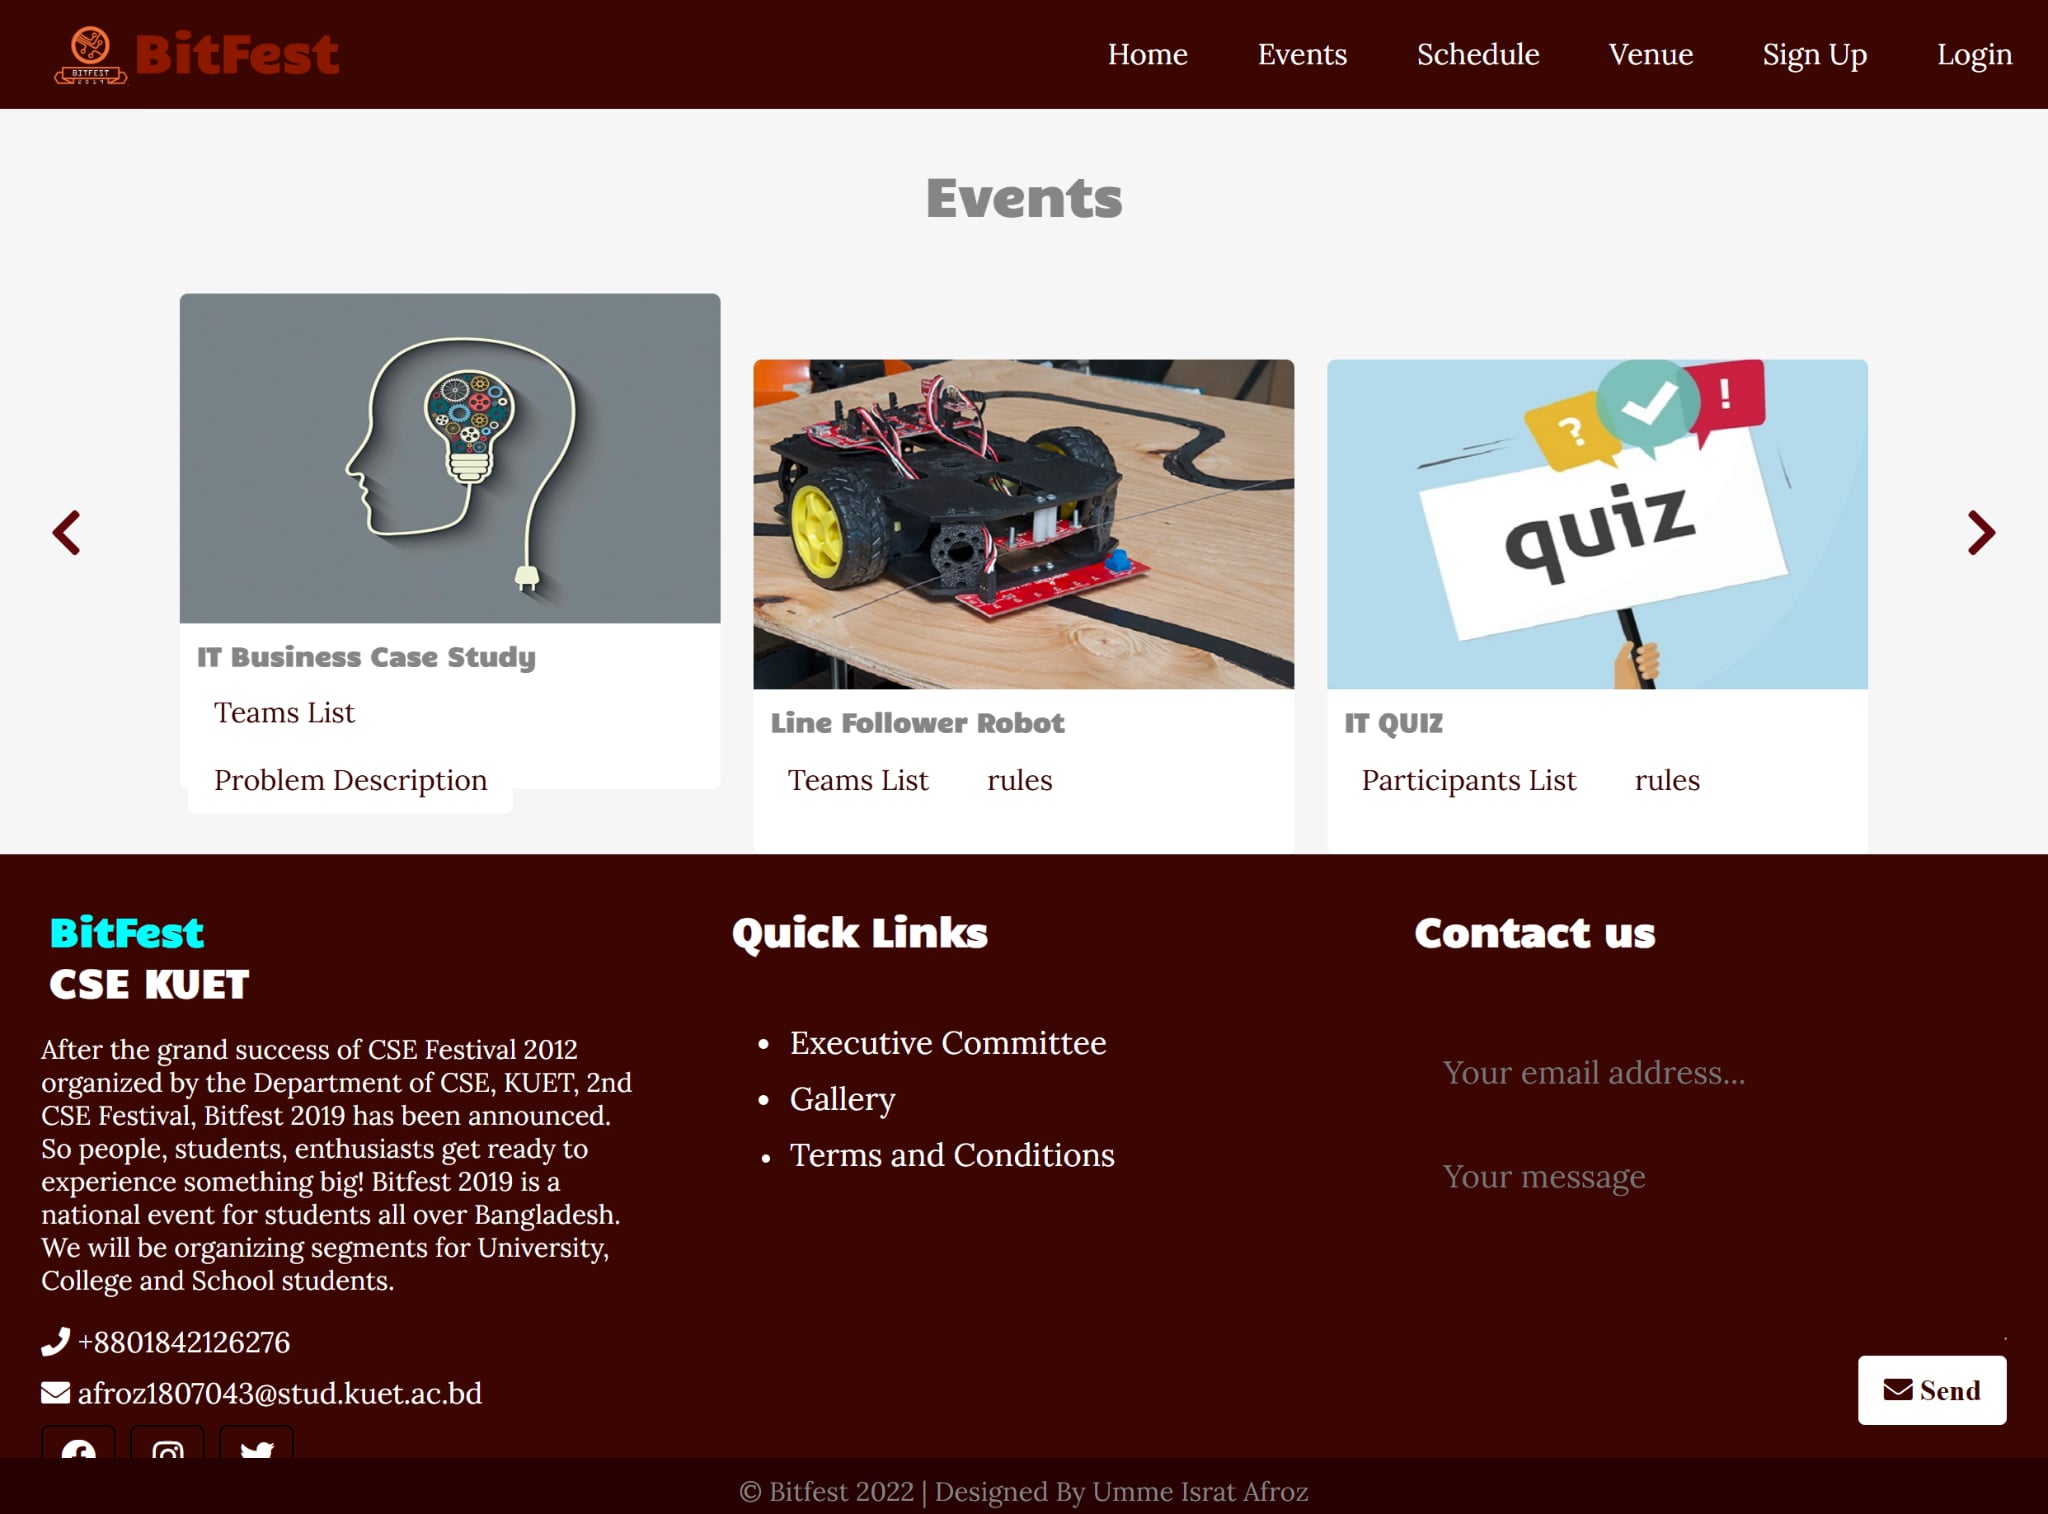 BITFEST
2019
BitFest
Home Events Schedule Venue Sign Up Login
Events
?
!
quiz
IT Business Case Study
Teams List
Problem Description
Line Follower Robot
Teams List rules
IT QUIZ
Participants List rules
BitFest
CSE KUET
After the grand success of CSE Festival 2012
organized by the Department of CSE, KUET, 2nd
CSE Festival, Bitfest 2019 has been announced.
So people, students, enthusiasts get ready to
experience something big! Bitfest 2019 is a
national event for students all over Bangladesh.
We will be organizing segments for University,
College and School students.
+8801842126276
afroz1807043@stud.kuet.ac.bd
Quick Links
• Executive Committee
• Gallery
• Terms and Conditions
Contact us
Your email address...
Your message
Send
© Bitfest 2022 | Designed By Umme Israt Afroz